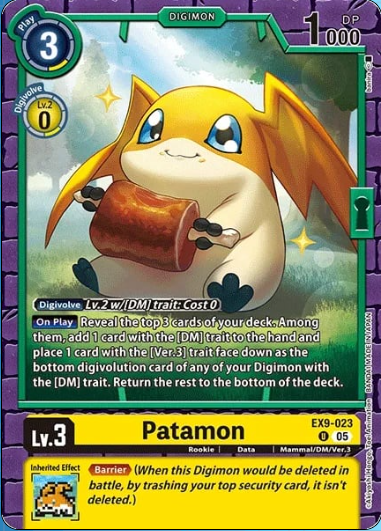 DIGIMON
Play
3
1000
DP
Digivolve
Lv.2
0
Digivolve Lv.2 w/[DM] trait: Cost 0
On Play Reveal the top 3 cards of your deck. Among
them, add 1 card with the [DM] trait to the hand and
place 1 card with the [Ver.3] trait face down as the
bottom digivolution card of any of your Digimon
with the [DM] trait. Return the rest to the bottom of the deck.
BANDAI MADE IN JAPAN
EX9-023
Lv.3
Patamon
U 05
Rookie
Data
Mammal/DM/Ver.3
Inherited Effect
Barrier (When this Digimon would be deleted in
battle, by trashing your top security card, it isn't
deleted.)